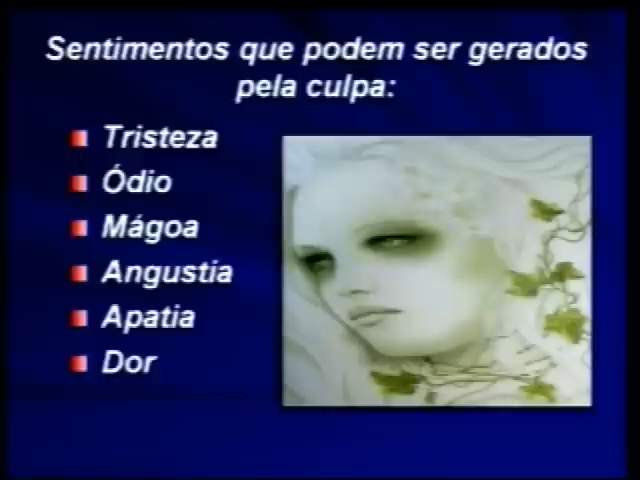 Sentimentos que podem ser gerados
pela culpa:
Tristeza
Ódio
Mágoa
Angustia
Apatia
Dor